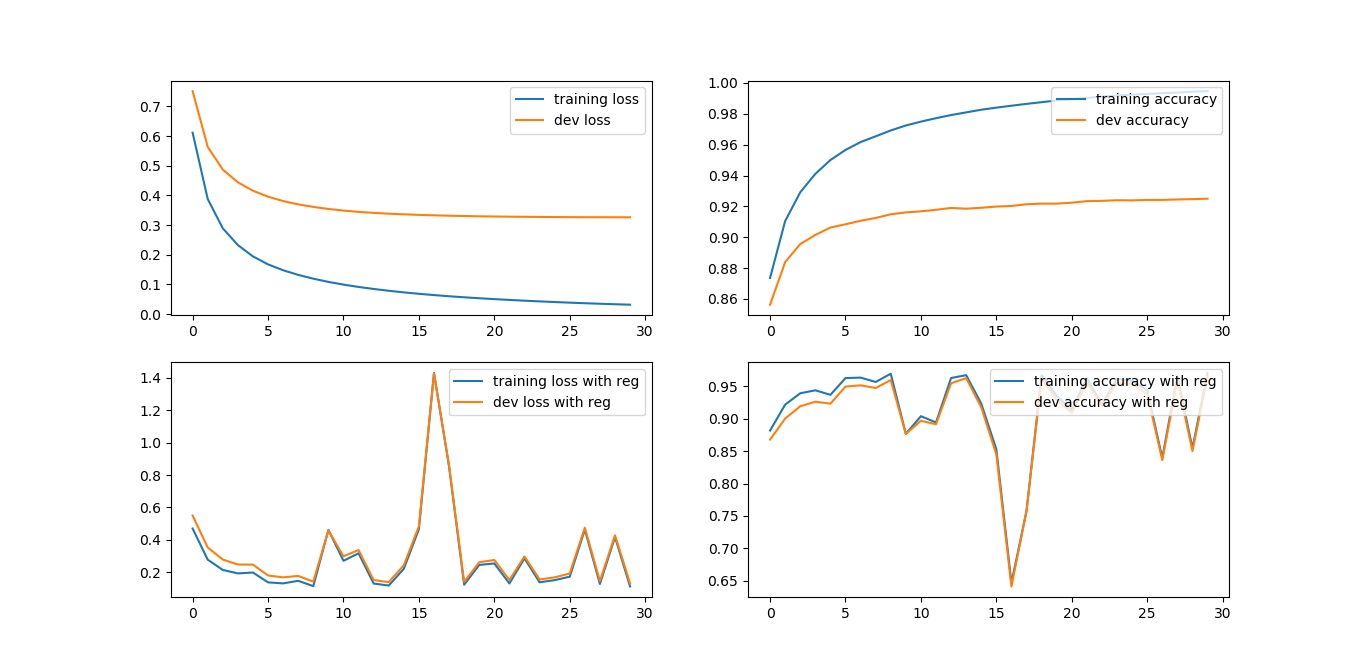 training loss
dev loss
0.7
0.6
0.5
0.4
0.3
0.2
0.1
0.0
0 5 10 15 20 25 30
training accuracy
dev accuracy
1.00
0.98
0.96
0.94
0.92
0.90
0.88
0.86
0 5 10 15 20 25 30
training loss with reg
dev loss with reg
1.4
1.2
1.0
0.8
0.6
0.4
0.2
0 5 10 15 20 25 30
training accuracy with reg
dev accuracy with reg
0.95
0.90
0.85
0.80
0.75
0.70
0.65
0 5 10 15 20 25 30